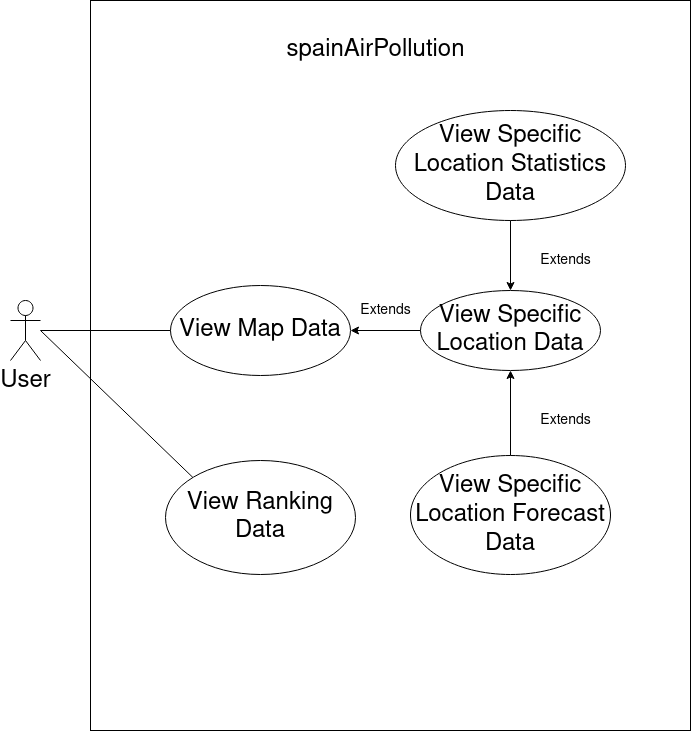 spainAirPollution
View Specific
Location Statistics
Data
Extends
View Map Data
Extends
View Specific
Location Data
User
Extends
View Ranking
Data
View Specific
Location Forecast
Data